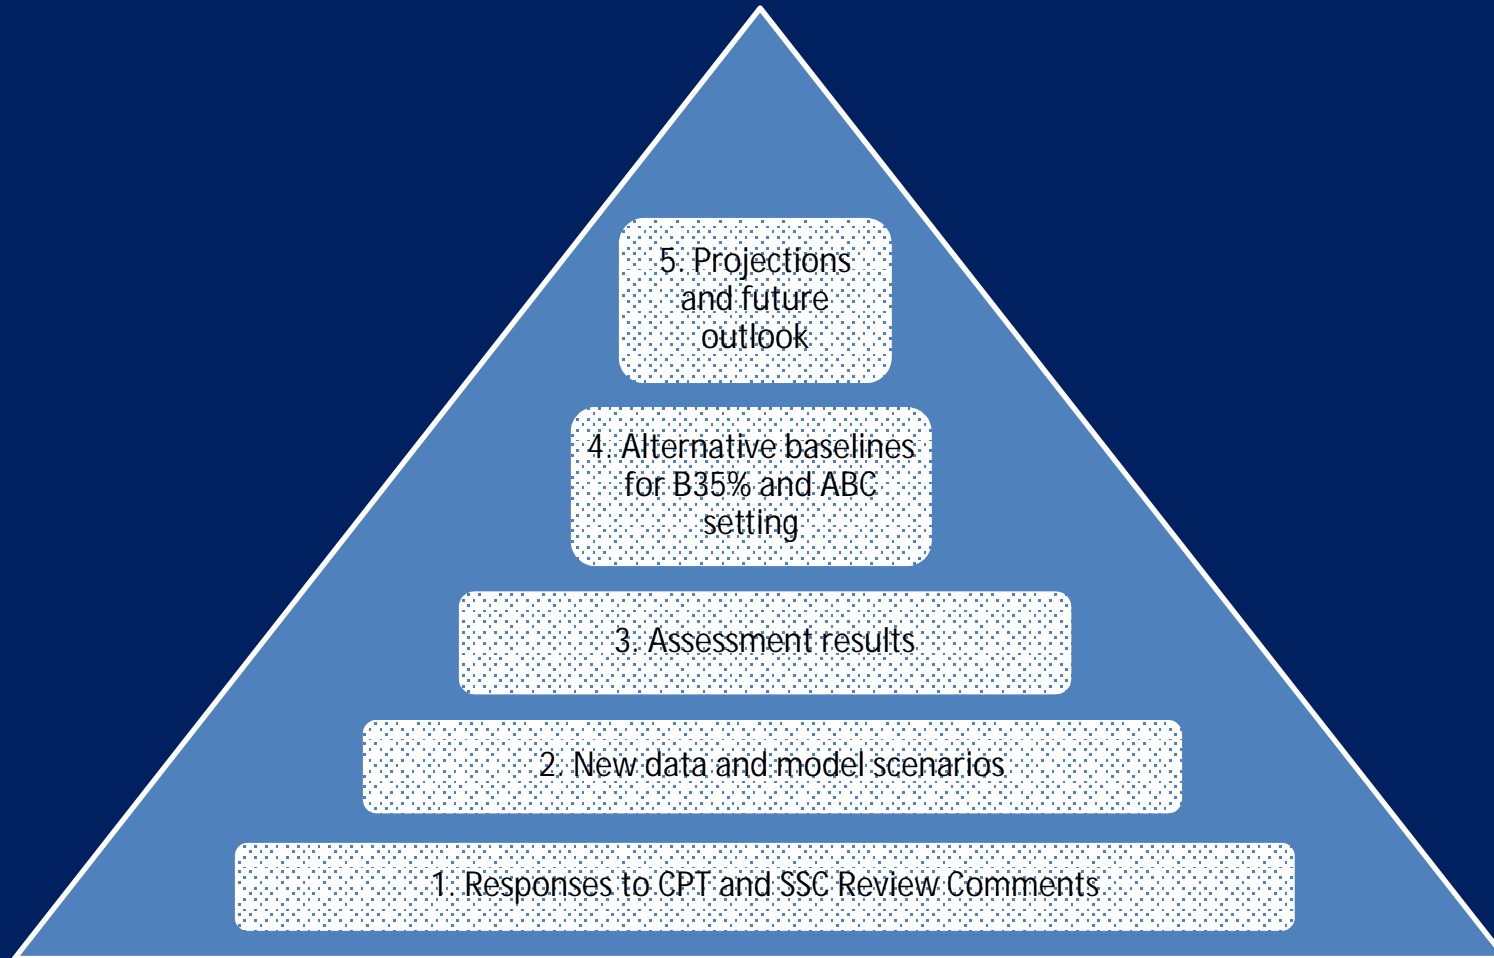 5. Projections
and future
outlook
4. Alternative baselines
for B35% and ABC
setting
3. Assessment results
2. New data and model scenarios
1. Responses to CPT and SSC Review Comments